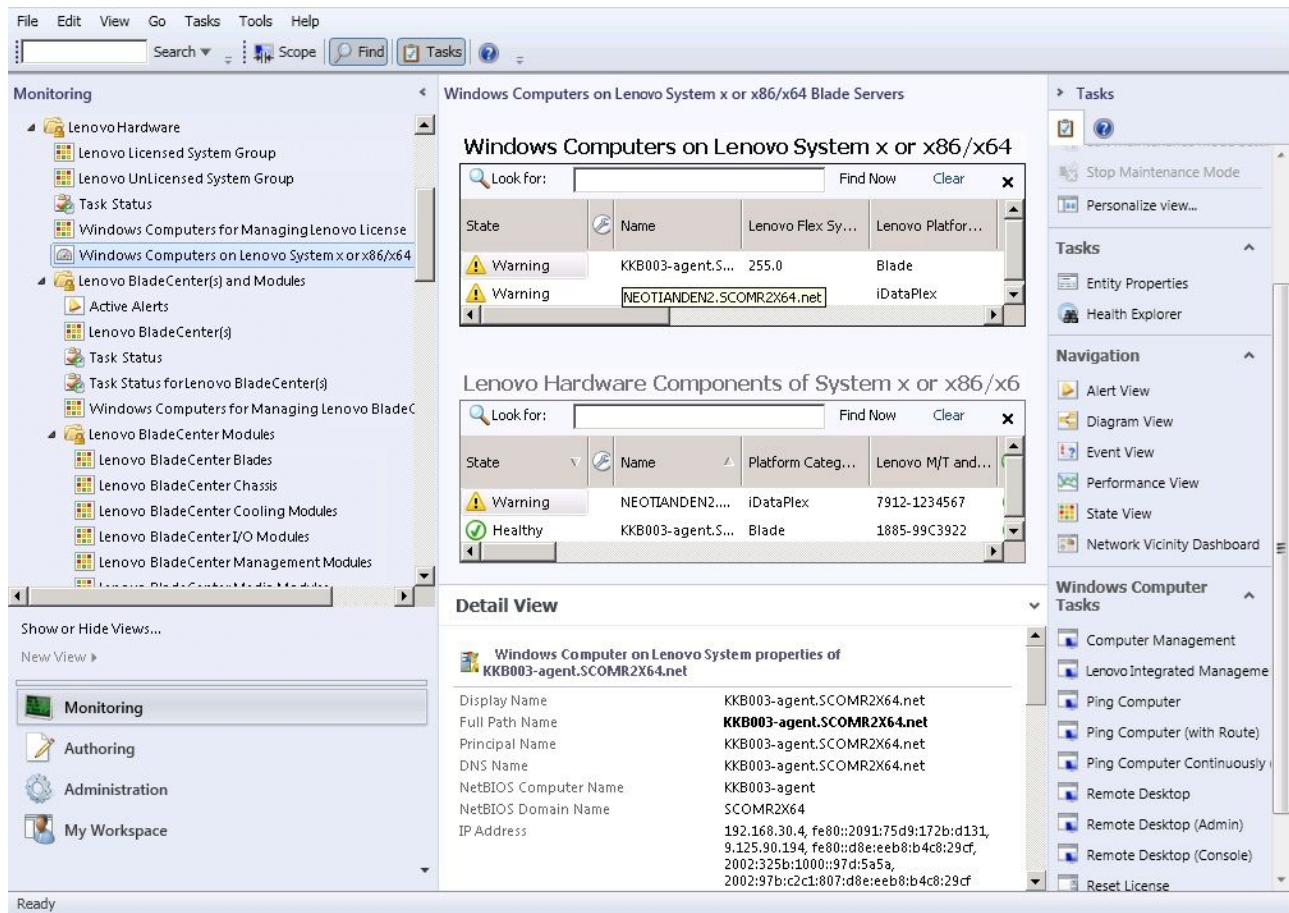 File Edit View Go Tasks Tools Help
Search Scope Find Tasks
Monitoring
Lenovo Hardware
Lenovo Licensed System Group
Lenovo UnLicensed System Group
Task Status
Windows Computers for Managing Lenovo License
Windows Computers on Lenovo System x or x86/x64
Lenovo BladeCenter(s) and Modules
Active Alerts
Lenovo BladeCenter(s)
Task Status
Task Status for Lenovo BladeCenter(s)
Windows Computers for Managing Lenovo BladeC
Lenovo BladeCenter Modules
Lenovo BladeCenter Blades
Lenovo BladeCenter Chassis
Lenovo BladeCenter Cooling Modules
Lenovo BladeCenter I/O Modules
Lenovo BladeCenter Management Modules
Show or Hide Views...
New View
Monitoring
Authoring
Administration
My Workspace
Windows Computers on Lenovo System x or x86/x64 Blade Servers
Windows Computers on Lenovo System x or x86/x64
Look for: Find Now Clear
State Name Lenovo Flex Sy... Lenovo Platfor...
Warning KKB003-agent.S... 255.0 Blade
Warning NEOTIANDEN2.SCOMR2X64.net iDataPlex
Lenovo Hardware Components of System x or x86/x6
Look for: Find Now Clear
State Name Platform Categ... Lenovo M/T and...
Warning NEOTIANDEN2.... iDataPlex 7912-1234567
Healthy KKB003-agent.S... Blade 1885-99C3922
Detail View
Windows Computer on Lenovo System properties of
KKB003-agent.SCOMR2X64.net
Display Name KKB003-agent.SCOMR2X64.net
Full Path Name KKB003-agent.SCOMR2X64.net
Principal Name KKB003-agent.SCOMR2X64.net
DNS Name KKB003-agent.SCOMR2X64.net
NetBIOS Computer Name KKB003-agent
NetBIOS Domain Name SCOMR2X64
IP Address 192.168.30.4, fe80::2091:75d9:172b:d131,
9.125.90.194, fe80::d8e:eeb8:b4c8:29cf,
2002:325b:1000::97d:5a5a,
2002:97b:c2c1:807:d8e:eeb8:b4c8:29cf
Tasks
Stop Maintenance Mode
Personalize view...
Tasks
Entity Properties
Health Explorer
Navigation
Alert View
Diagram View
Event View
Performance View
State View
Network Vicinity Dashboard
Windows Computer
Tasks
Computer Management
Lenovo Integrated Manageme
Ping Computer
Ping Computer (with Route)
Ping Computer Continuously (
Remote Desktop
Remote Desktop (Admin)
Remote Desktop (Console)
Reset License
Ready